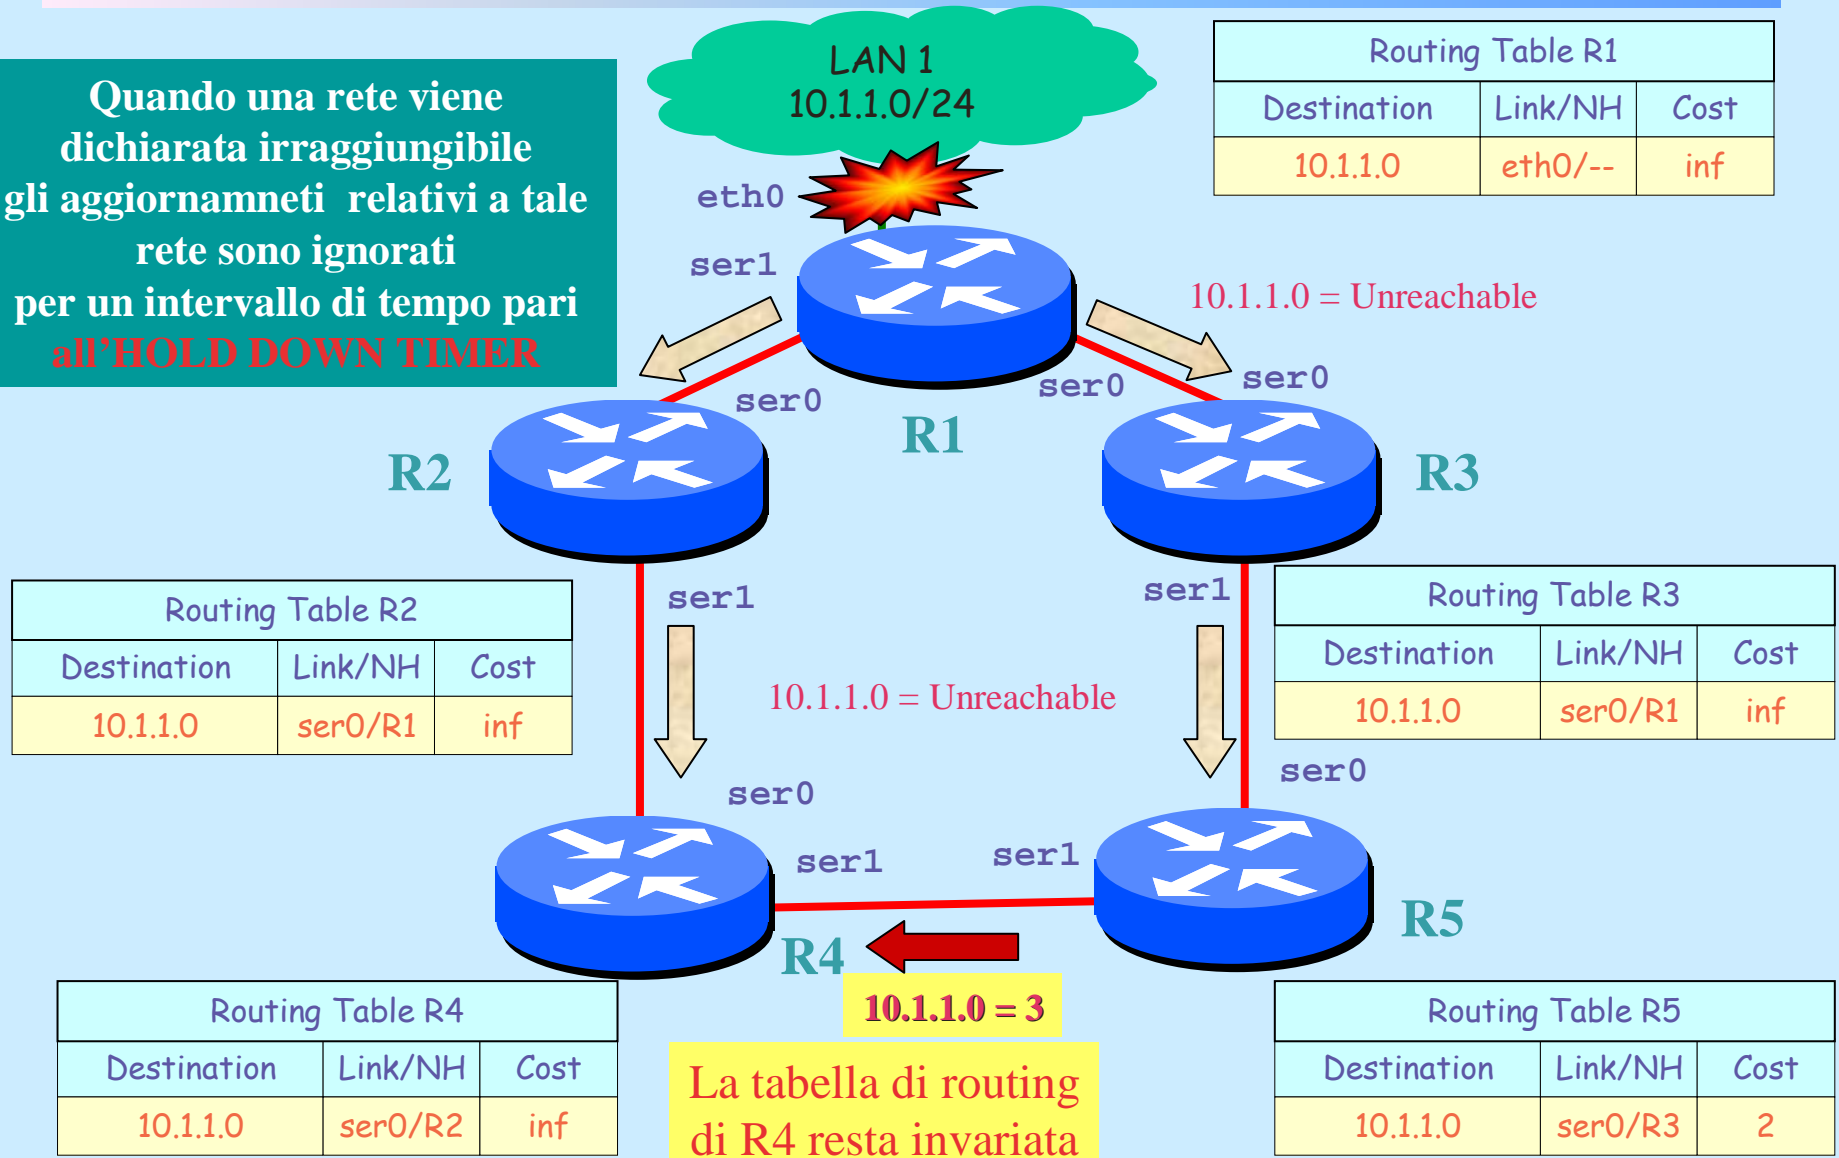 LAN 1
10.1.1.0/24
Routing Table R1
Destination Link/NH Cost
10.1.1.0 eth0/-- inf
Quando una rete viene
dichiarata irraggiungibile
gli aggiornamneti relativi a tale
rete sono ignorati
per un intervallo di tempo pari
all'HOLD DOWN TIMER
eth0
ser1
10.1.1.0 = Unreachable
ser0
ser0
ser0
R1
R2
R3
Routing Table R2
Destination Link/NH Cost
10.1.1.0 ser0/R1 inf
ser1
ser1
Routing Table R3
Destination Link/NH Cost
10.1.1.0 ser0/R1 inf
10.1.1.0 = Unreachable
ser0
ser0
ser1
ser1
R4
R5
10.1.1.0 = 3
Routing Table R4
Destination Link/NH Cost
10.1.1.0 ser0/R2 inf
La tabella di routing
di R4 resta invariata
Routing Table R5
Destination Link/NH Cost
10.1.1.0 ser0/R3 2